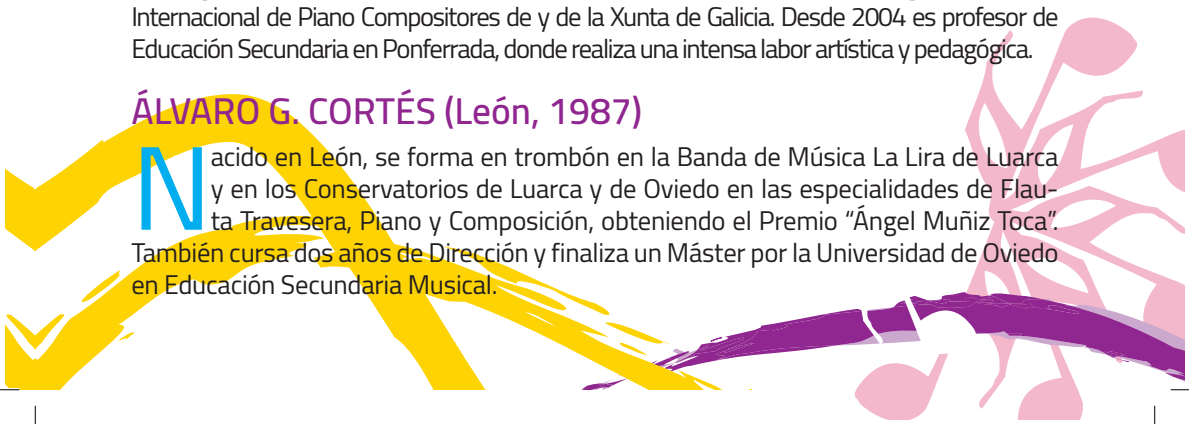 Internacional de Piano Compositores de y de la Xunta de Galicia. Desde 2004 es profesor de
Educación Secundaria en Ponferrada, donde realiza una intensa labor artística y pedagógica.
ÁLVARO G. CORTÉS (León, 1987)
Nacido en León, se forma en trombón en la Banda de Música La Lira de Luarca
y en los Conservatorios de Luarca y de Oviedo en las especialidades de Flau-
ta Travesera, Piano y Composición, obteniendo el Premio “Ángel Muñiz Toca”.
También cursa dos años de Dirección y finaliza un Máster por la Universidad de Oviedo
en Educación Secundaria Musical.